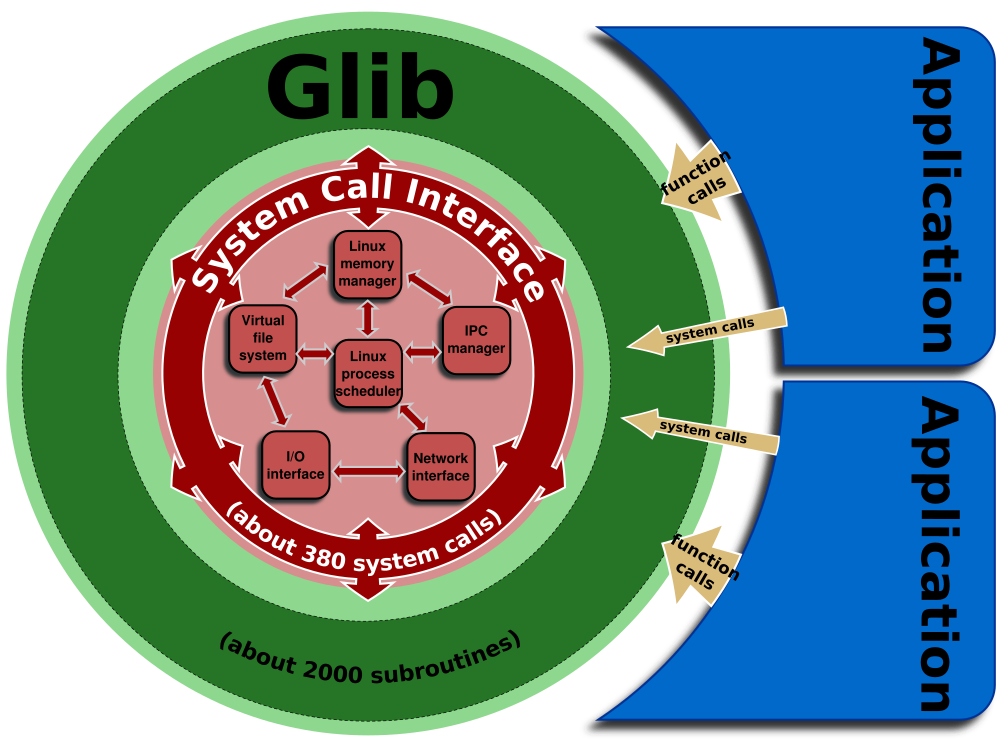 Glib
System Call Interface
Linux
memory
manager
Virtual
file
system
IPC
manager
Linux
process
scheduler
I/O
interface
Network
interface
(about 380 system calls)
(about 2000 subroutines)
function
calls
system calls
system calls
function
calls
Application
Application